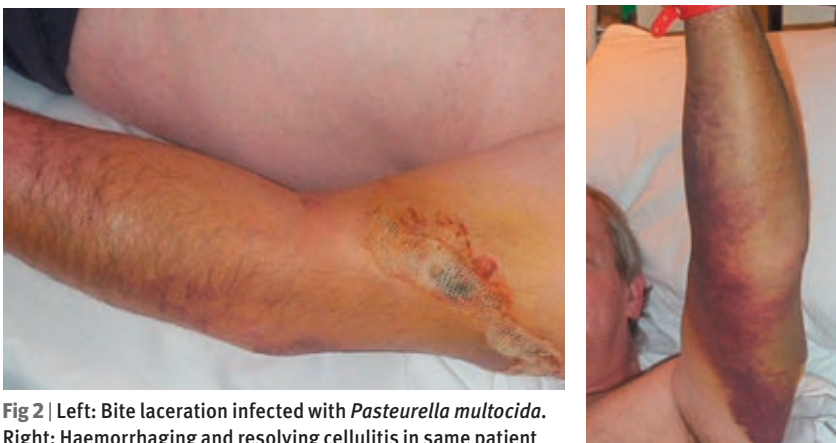 Fig 2 | Left: Bite laceration infected with Pasteurella multocida.
Right: Haemorrhaging and resolving cellulitis in same patient